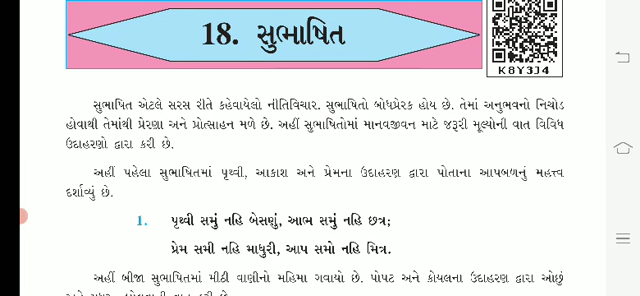 18. સુભાષિત
K8Y3J4
સુભાષિત એટલે સરસ રીતે કહેવાયેલો નીતિવિચાર. સુભાષિતો બોધપ્રેરક હોય છે. તેમાં અનુભવનો નિચોડ
હોવાથી તેમાંથી પ્રેરણા અને પ્રોત્સાહન મળે છે. અહીં સુભાષિતોમાં માનવજીવન માટે જરૂરી મૂલ્યોની વાત વિવિધ
ઉદાહરણો દ્વારા કરી છે.
અહીં પહેલા સુભાષિતમાં પૃથ્વી, આકાશ અને પ્રેમના ઉદાહરણ દ્વારા પોતાના આપબળનું મહત્ત્વ
દર્શાવ્યું છે.
1. પૃથ્વી સમું નહિ બેસણું, આભ સમું નહિ છત્ર;
પ્રેમ સમી નહિ માધુરી, આપ સમો નહિ મિત્ર.
અહીં બીજા સુભાષિતમાં મીઠી વાણીનો મહિમા ગવાયો છે. પોપટ અને કોયલના ઉદાહરણ દ્વારા ઓછું